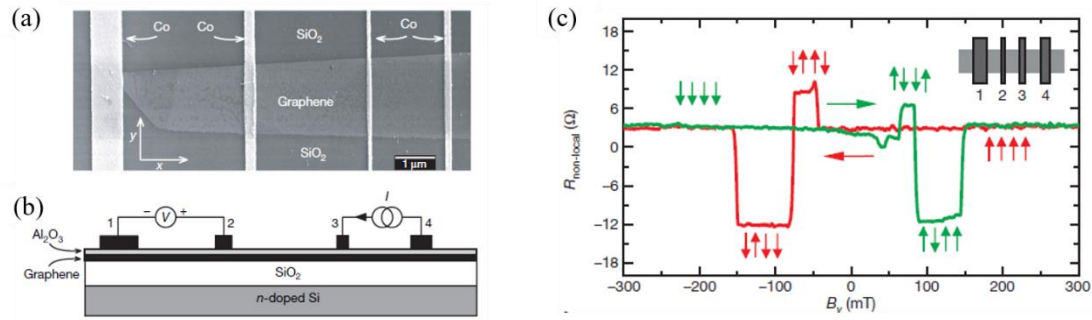 (a)
Co
Co
SiO2
Co
Graphene
y
x
SiO2
1 μm
(b)
I
1
− V +
2
3
4
Al2O3
Graphene
SiO2
n-doped Si
(c)
Rnon-local (Ω)
18
12
6
0
−6
−12
−18
1 2 3 4
−300 −200 −100 0 100 200 300
By (mT)